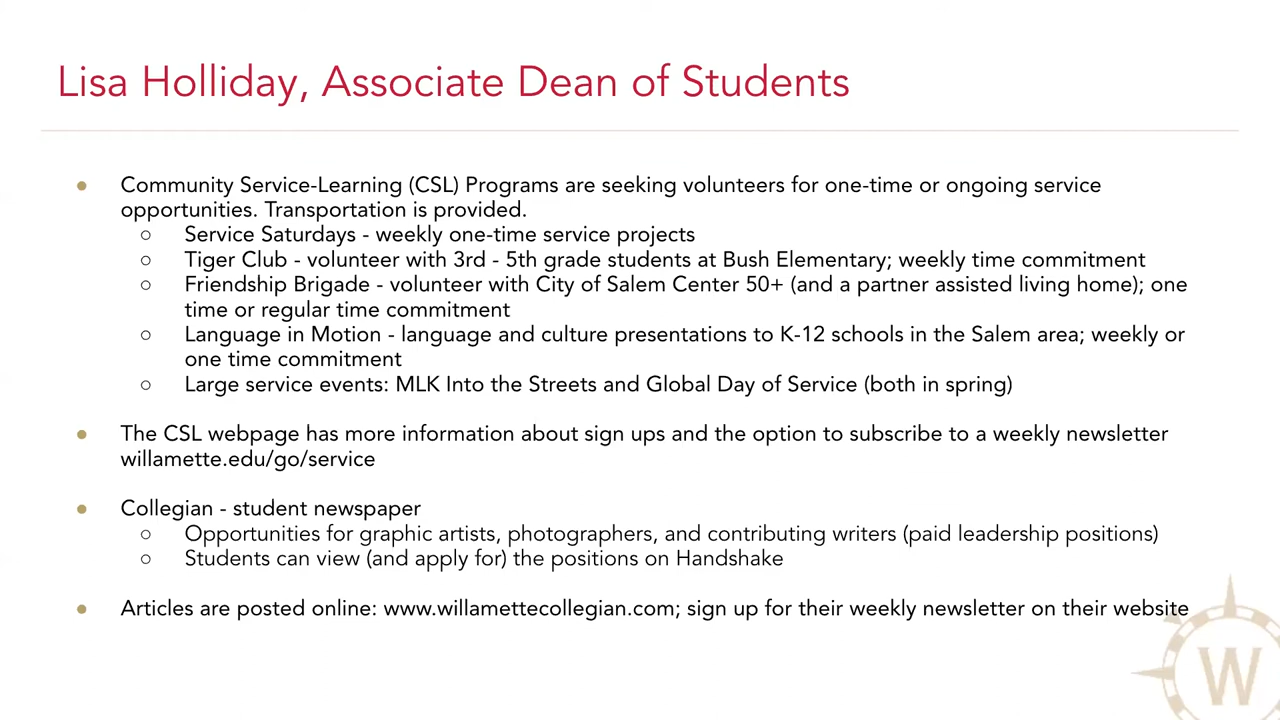 Lisa Holliday, Associate Dean of Students
● Community Service-Learning (CSL) Programs are seeking volunteers for one-time or ongoing service
opportunities. Transportation is provided.
○ Service Saturdays - weekly one-time service projects
○ Tiger Club - volunteer with 3rd - 5th grade students at Bush Elementary; weekly time commitment
○ Friendship Brigade - volunteer with City of Salem Center 50+ (and a partner assisted living home); one
time or regular time commitment
○ Language in Motion - language and culture presentations to K-12 schools in the Salem area; weekly or
one time commitment
○ Large service events: MLK Into the Streets and Global Day of Service (both in spring)
● The CSL webpage has more information about sign ups and the option to subscribe to a weekly newsletter
willamette.edu/go/service
● Collegian - student newspaper
○ Opportunities for graphic artists, photographers, and contributing writers (paid leadership positions)
○ Students can view (and apply for) the positions on Handshake
● Articles are posted online: www.willamettecollegian.com; sign up for their weekly newsletter on their website
W